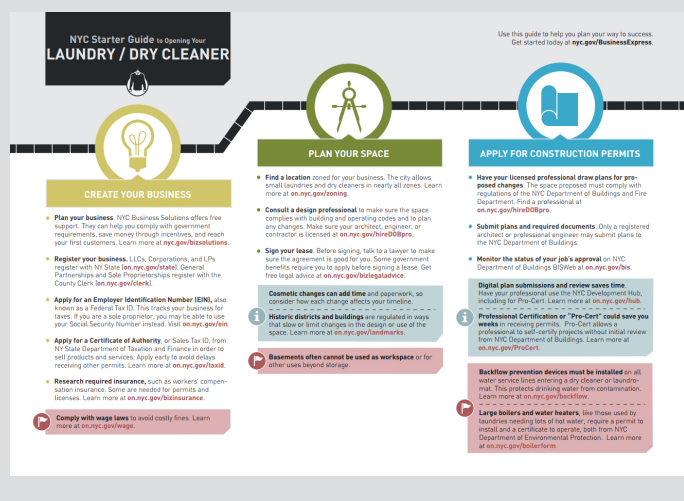 NYC Starter Guide to Opening Your
LAUNDRY / DRY CLEANER
Use this guide to help you plan your way to success.
Get started today at nyc.gov/BusinessExpress.
CREATE YOUR BUSINESS
• Plan your business. NYC Business Solutions offers free
support. They can help you comply with government
requirements, save money through incentives, and reach
your first customers. Learn more at nyc.gov/bizsolutions.
• Register your business. LLCs, Corporations, and LPs
register with NY State (on.ny.gov/state). General
Partnerships and Sole Proprietorships register with the
County Clerk (on.nyc.gov/clerk).
• Apply for an Employer Identification Number (EIN), also
known as a Federal Tax ID. This tracks your business for
taxes. If you are a sole proprietor, you may be able to use
your Social Security Number instead. Visit on.nyc.gov/ein.
• Apply for a Certificate of Authority, or Sales Tax ID, from
NY State Department of Taxation and Finance in order to
sell products and services. Apply early to avoid delays
receiving other permits. Learn more at on.nyc.gov/taxid.
• Research required insurance, such as workers' compen-
sation insurance. Some are needed for permits and
licenses. Learn more at on.nyc.gov/bizinsurance.
Comply with wage laws to avoid costly fines. Learn
more at on.nyc.gov/wage.
PLAN YOUR SPACE
• Find a location zoned for your business. The city allows
small laundries and dry cleaners in nearly all zones. Learn
more at on.nyc.gov/zoning.
• Consult a design professional to make sure the space
complies with building and operating codes and to plan
any changes. Make sure your architect, engineer, or
contractor is licensed at on.nyc.gov/hireDOBpro.
• Sign your lease. Before signing, talk to a lawyer to make
sure the agreement is good for you. Some government
benefits require you to apply before signing a lease. Get
free legal advice at on.nyc.gov/bizlegaladvice.
Cosmetic changes can add time and paperwork, so
consider how each change affects your timeline.
Historic districts and buildings are regulated in ways
that slow or limit changes in the design or use of the
space. Learn more at on.nyc.gov/landmarks.
Basements often cannot be used as workspace or for
other uses beyond storage.
APPLY FOR CONSTRUCTION PERMITS
• Have your licensed professional draw plans for pro-
posed changes. The space proposed must comply with
regulations of the NYC Department of Buildings and Fire
Department. Find a professional at
on.nyc.gov/hireDOBpro.
• Submit plans and required documents. Only a registered
architect or professional engineer may submit plans to
the NYC Department of Buildings.
• Monitor the status of your job's approval on NYC
Department of Buildings BISWeb at on.nyc.gov/bis.
Digital plan submissions and review saves time.
Have your professional use the NYC Development Hub,
including for Pro-Cert. Learn more at on.nyc.gov/hub.
Professional Certification or "Pro-Cert" could save you
weeks in receiving permits. Pro-Cert allows a
professional to self-certify projects without initial review
from NYC Department of Buildings. Learn more at
on.nyc.gov/ProCert.
Backflow prevention devices must be installed on all
water service lines entering a dry cleaner or laundro-
mat. This protects drinking water from contamination.
Learn more at on.nyc.gov/backflow.
Large boilers and water heaters, like those used by
laundries needing lots of hot water, require a permit to
install and a certificate to operate, both from NYC
Department of Environmental Protection. Learn more
at on.nyc.gov/boilerform.